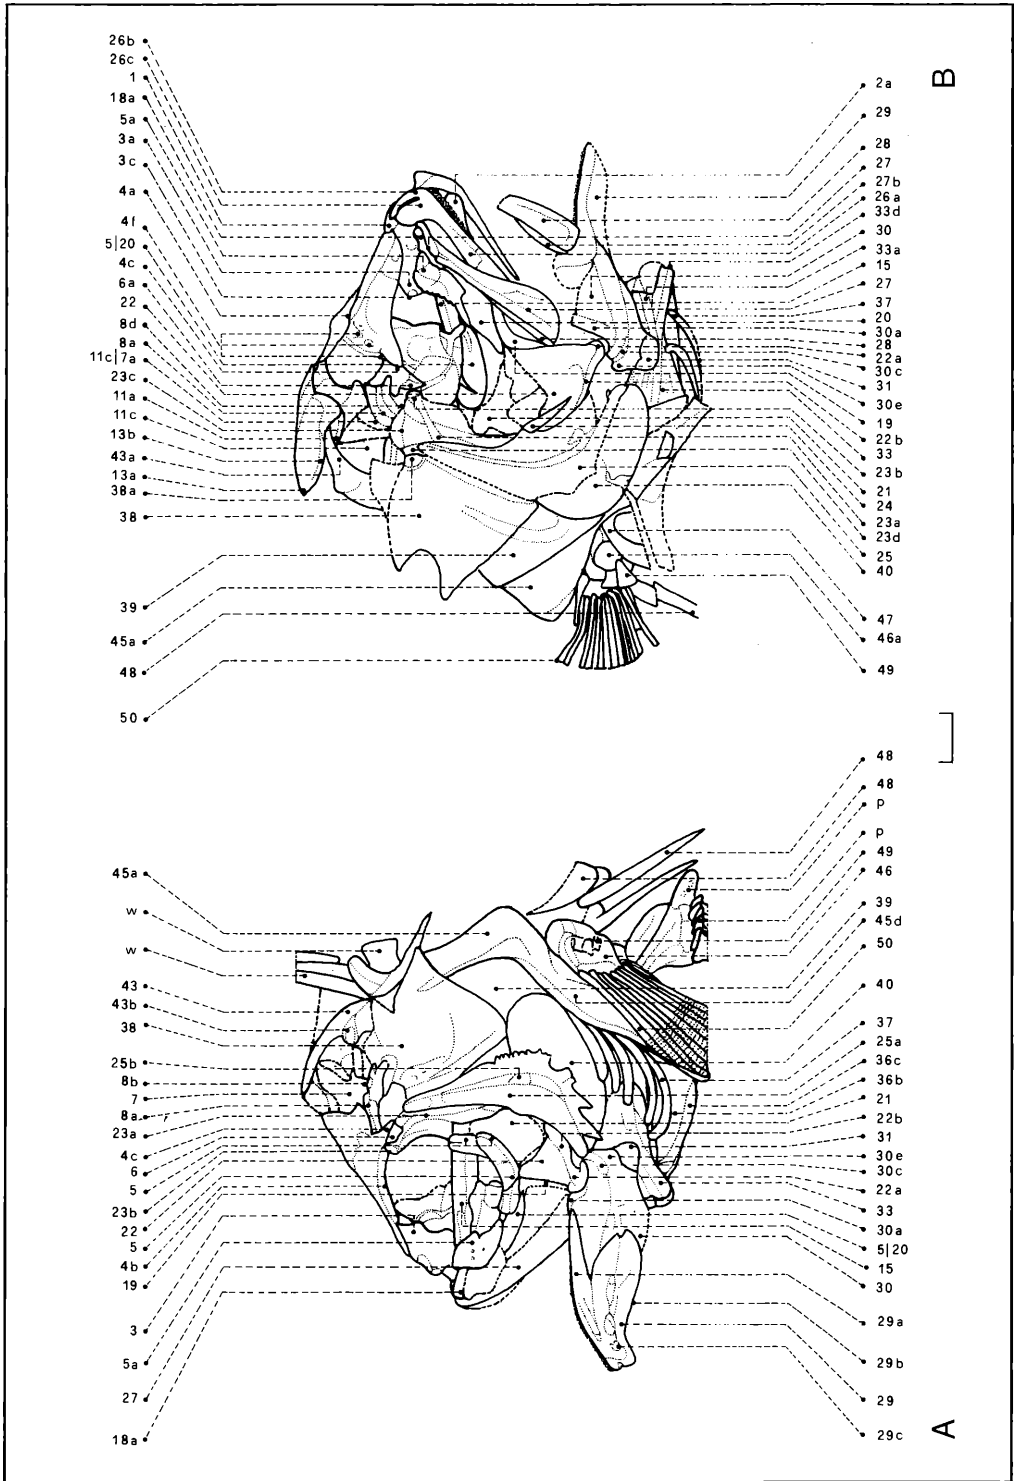 26b
26c
1
18a
5a
3a
3c
4a
4f
5|20
4c
6a
22
8d
8a
11c|7a
23c
11a
11c
13b
43a
13a
38a
38
39
45a
48
50
2a
29
28
27
27b
26a
33d
30
33a
15
27
37
20
30a
28
22a
30c
31
30e
19
22b
33
23b
21
24
23a
23d
25
40
47
46a
49
B
45a
w
w
43
43b
38
25b
8b
7
8a
23a
4c
6
5
23b
22
5
4b
19
3
5a
27
18a
48
48
p
p
49
46
39
45d
50
40
37
25a
36c
36b
21
22b
31
30e
30c
22a
33
30a
5|20
15
30
29a
29b
29
29c
A